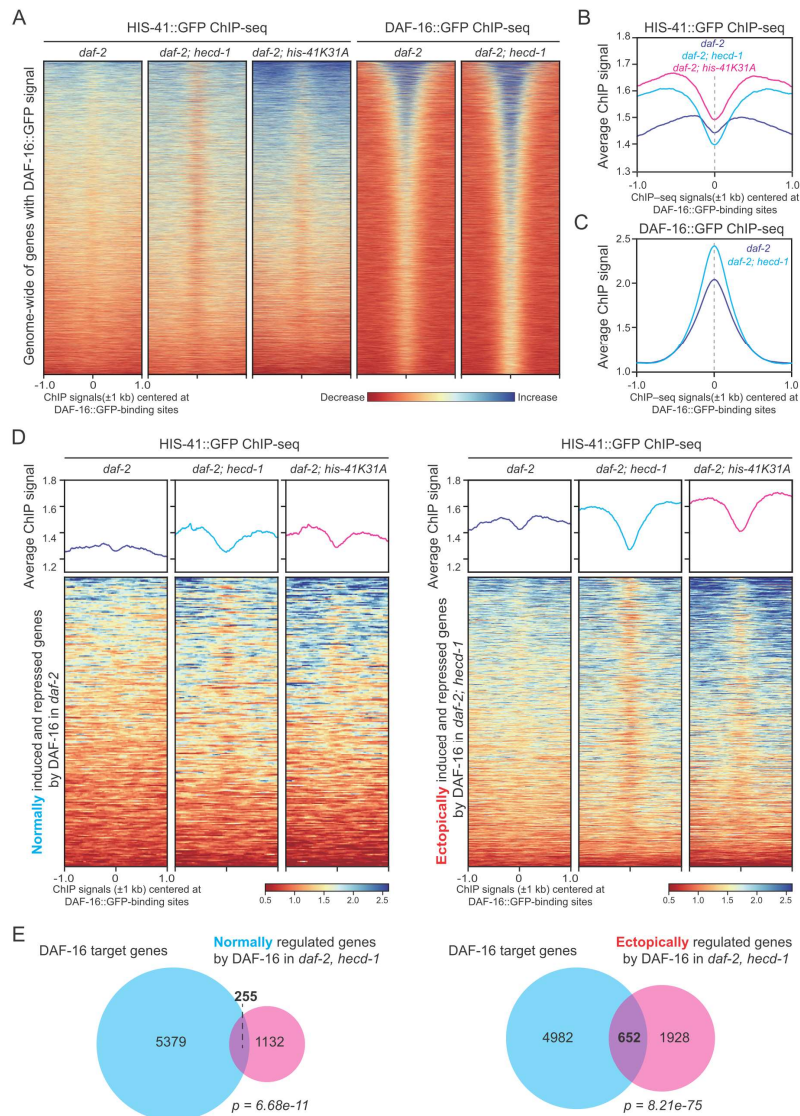 A
HIS-41::GFP ChIP-seq
DAF-16::GFP ChIP-seq
daf-2
daf-2; hecd-1
daf-2; his-41K31A
daf-2
daf-2; hecd-1
Genome-wide of genes with DAF-16::GFP signal
-1.0
0
1.0
ChIP signals(±1 kb) centered at
DAF-16::GFP-binding sites
Decrease
Increase
B
HIS-41::GFP ChIP-seq
daf-2
daf-2; hecd-1
daf-2; his-41K31A
Average ChIP signal
1.8
1.7
1.6
1.5
1.4
1.3
-1.0
0
1.0
ChIP–seq signals(±1 kb) centered at
DAF-16::GFP-binding sites
C
DAF-16::GFP ChIP-seq
daf-2
daf-2; hecd-1
Average ChIP signal
2.5
2.0
1.5
1.0
-1.0
0
1.0
ChIP–seq signals(±1 kb) centered at
DAF-16::GFP-binding sites
D
HIS-41::GFP ChIP-seq
daf-2
daf-2; hecd-1
daf-2; his-41K31A
Average ChIP signal
1.8
1.6
1.4
1.2
Normally induced and repressed genes
by DAF-16 in daf-2
-1.0
0
1.0
ChIP signals (±1 kb) centered at
DAF-16::GFP-binding sites
0.5
1.0
1.5
2.0
2.5
HIS-41::GFP ChIP-seq
daf-2
daf-2; hecd-1
daf-2; his-41K31A
Average ChIP signal
1.8
1.6
1.4
1.2
Ectopically induced and repressed genes
by DAF-16 in daf-2; hecd-1
-1.0
0
1.0
ChIP signals (±1 kb) centered at
DAF-16::GFP-binding sites
0.5
1.0
1.5
2.0
2.5
E
DAF-16 target genes
Normally regulated genes
by DAF-16 in daf-2, hecd-1
255
5379
1132
p = 6.68e-11
DAF-16 target genes
Ectopically regulated genes
by DAF-16 in daf-2, hecd-1
4982
652
1928
p = 8.21e-75